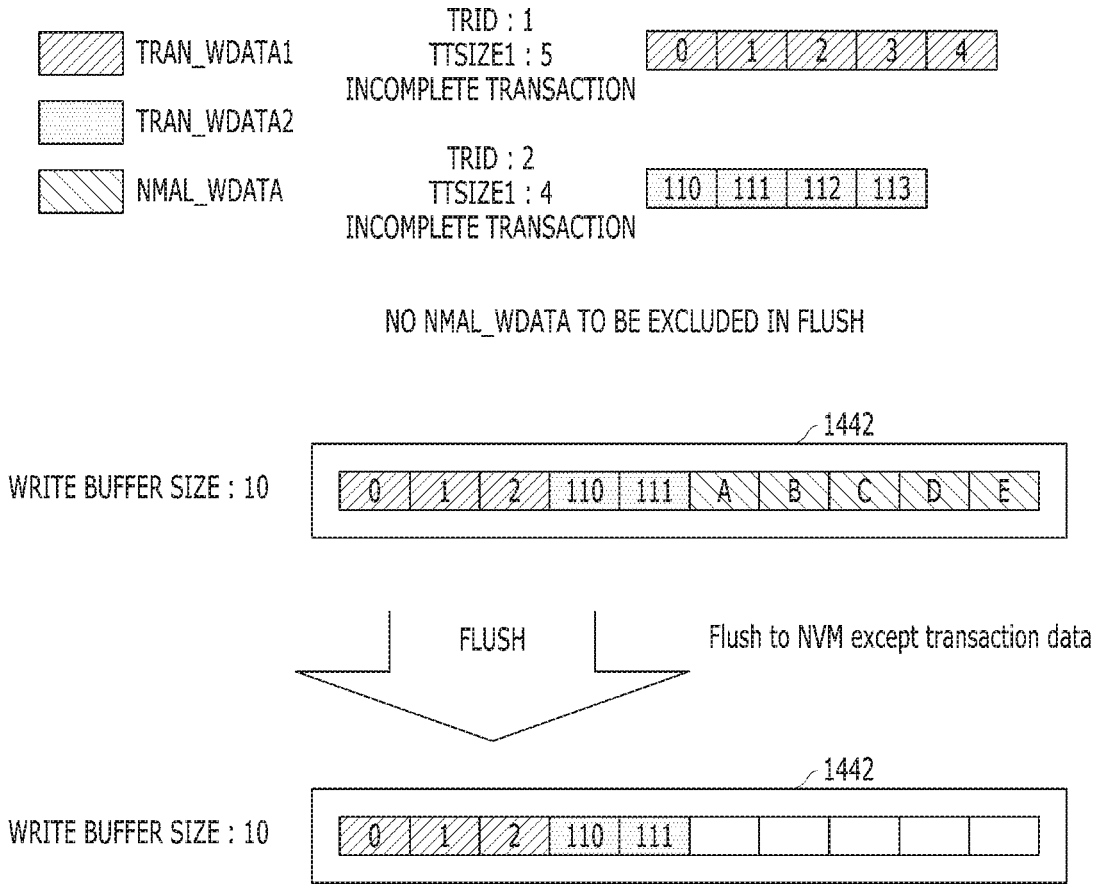 TRAN_WDATA1
TRAN_WDATA2
NMAL_WDATA
TRID : 1
TTSIZE1 : 5
INCOMPLETE TRANSACTION
0 1 2 3 4
TRID : 2
TTSIZE1 : 4
INCOMPLETE TRANSACTION
110 111 112 113
NO NMAL_WDATA TO BE EXCLUDED IN FLUSH
1442
WRITE BUFFER SIZE : 10
0 1 2 110 111 A B C D E
FLUSH
Flush to NVM except transaction data
1442
WRITE BUFFER SIZE : 10
0 1 2 110 111